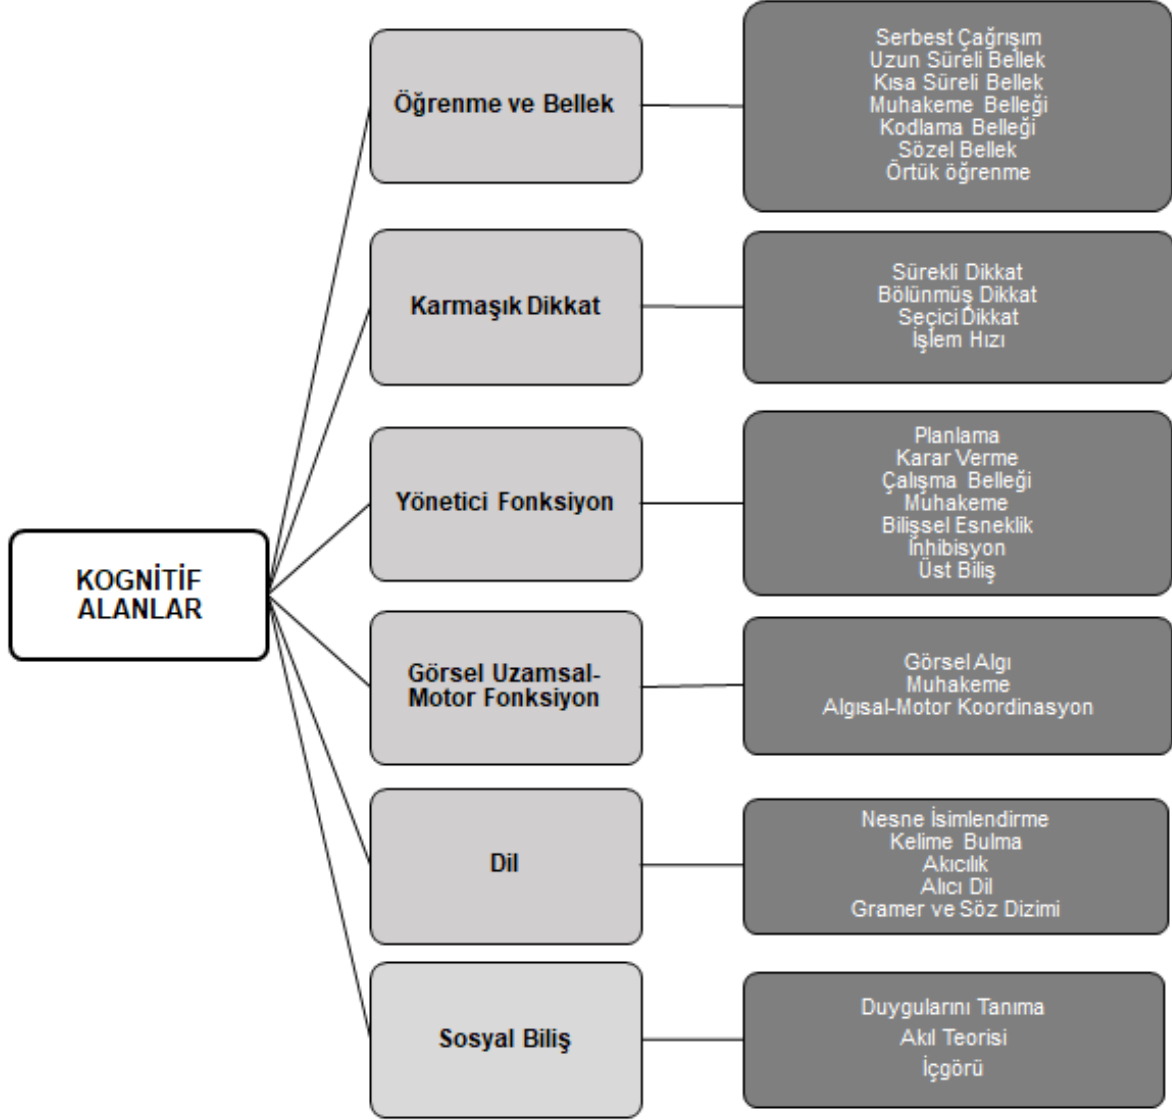 KOGNİTİF
ALANLAR
Öğrenme ve Bellek
Serbest Çağrışım
Uzun Süreli Bellek
Kısa Süreli Bellek
Muhakeme Belleği
Kodlama Belleği
Sözel Bellek
Örtük öğrenme
Karmaşık Dikkat
Sürekli Dikkat
Bölünmüş Dikkat
Seçici Dikkat
İşlem Hızı
Yönetici Fonksiyon
Planlama
Karar Verme
Çalışma Belleği
Muhakeme
Bilişsel Esneklik
İnhibisyon
Üst Biliş
Görsel Uzamsal-
Motor Fonksiyon
Görsel Algı
Muhakeme
Algısal-Motor Koordinasyon
Dil
Nesne İsimlendirme
Kelime Bulma
Akıcılık
Alıcı Dil
Gramer ve Söz Dizimi
Sosyal Biliş
Duygularını Tanıma
Akıl Teorisi
İçgörü